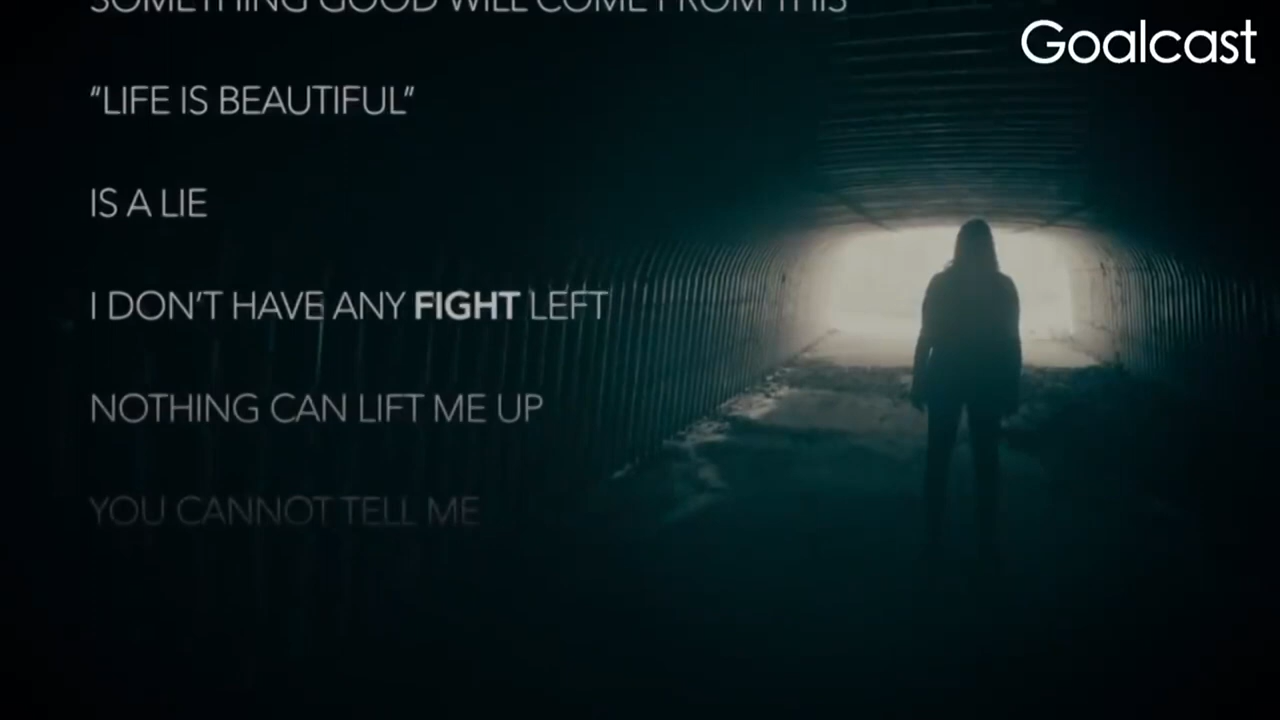 SOMETHING GOOD WILL COME FROM THIS
Goalcast
“LIFE IS BEAUTIFUL”
IS A LIE
I DON’T HAVE ANY FIGHT LEFT
NOTHING CAN LIFT ME UP
YOU CANNOT TELL ME